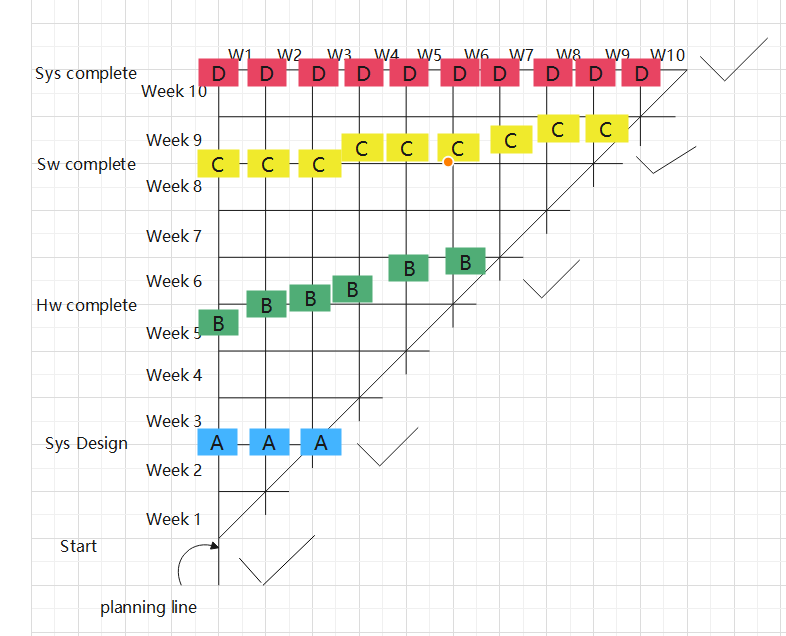 W1 W2 W3 W4 W5 W6 W7 W8 W9 W10
Sys complete D D D D D D D D D D
Week 10
C C
Week 9 C C C C
Sw complete C C C
Week 8
Week 7
B B
Week 6 B
Hw complete B B
Week 5 B
Week 4
Week 3
Sys Design A A A
Week 2
Week 1
Start
planning line